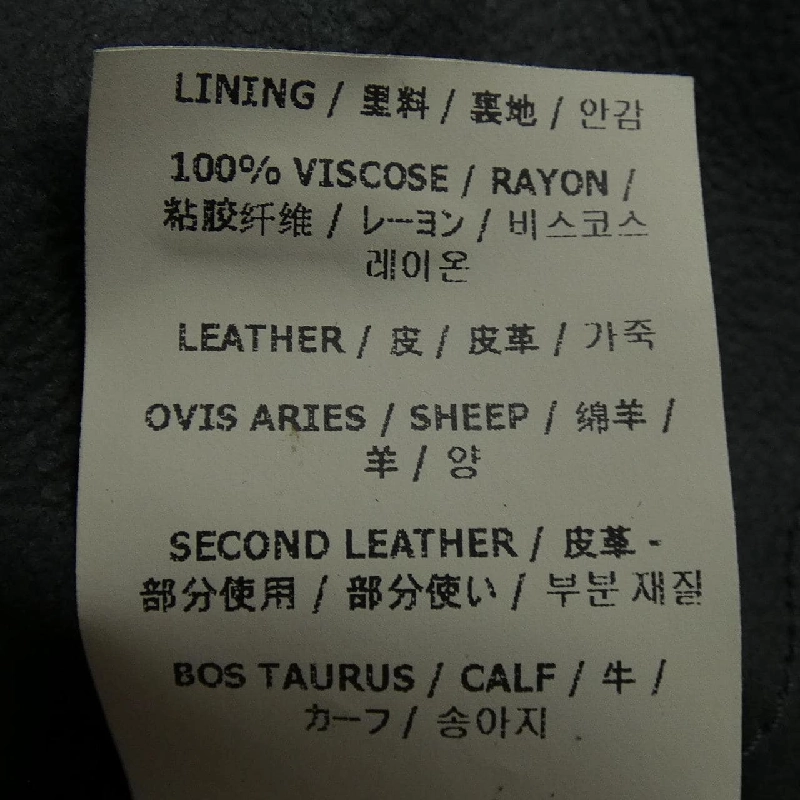 LINING / 里料 / 裏地 / 안감
100% VISCOSE / RAYON /
粘胶纤维 / レーヨン / 비스코스
레이온
LEATHER / 皮 / 皮革 / 가죽
OVIS ARIES / SHEEP / 绵羊 /
羊 / 양
SECOND LEATHER / 皮革 -
部分使用 / 部分使い / 부분 재질
BOS TAURUS / CALF / 牛 /
カーフ / 송아지